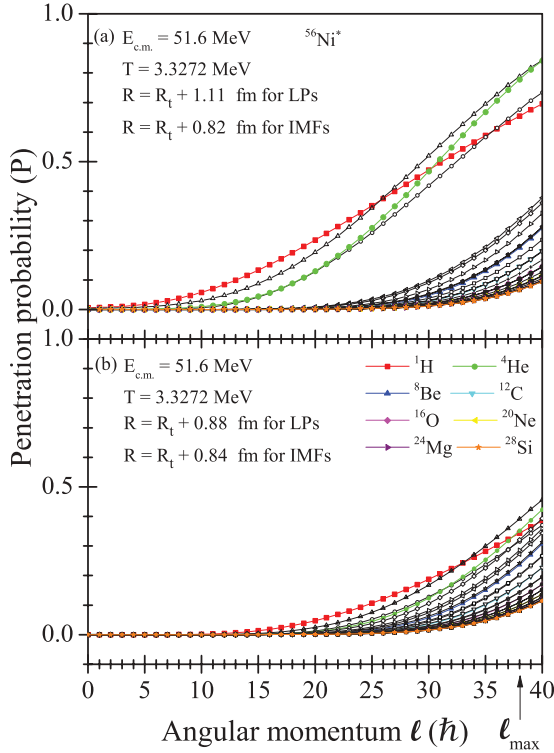 (a)
E_c.m. = 51.6 MeV ⁵⁶Ni*
T = 3.3272 MeV
R = R_t + 1.11 fm for LPs
R = R_t + 0.82 fm for IMFs
1.0
0.5
0.0
Penetration probability (P)
(b)
E_c.m. = 51.6 MeV
T = 3.3272 MeV
R = R_t + 0.88 fm for LPs
R = R_t + 0.84 fm for IMFs
¹H ⁴He
⁸Be ¹²C
¹⁶O ²⁰Ne
²⁴Mg ²⁸Si
1.0
0.5
0.0
0 5 10 15 20 25 30 35 40
Angular momentum ℓ (ħ) ℓ_max